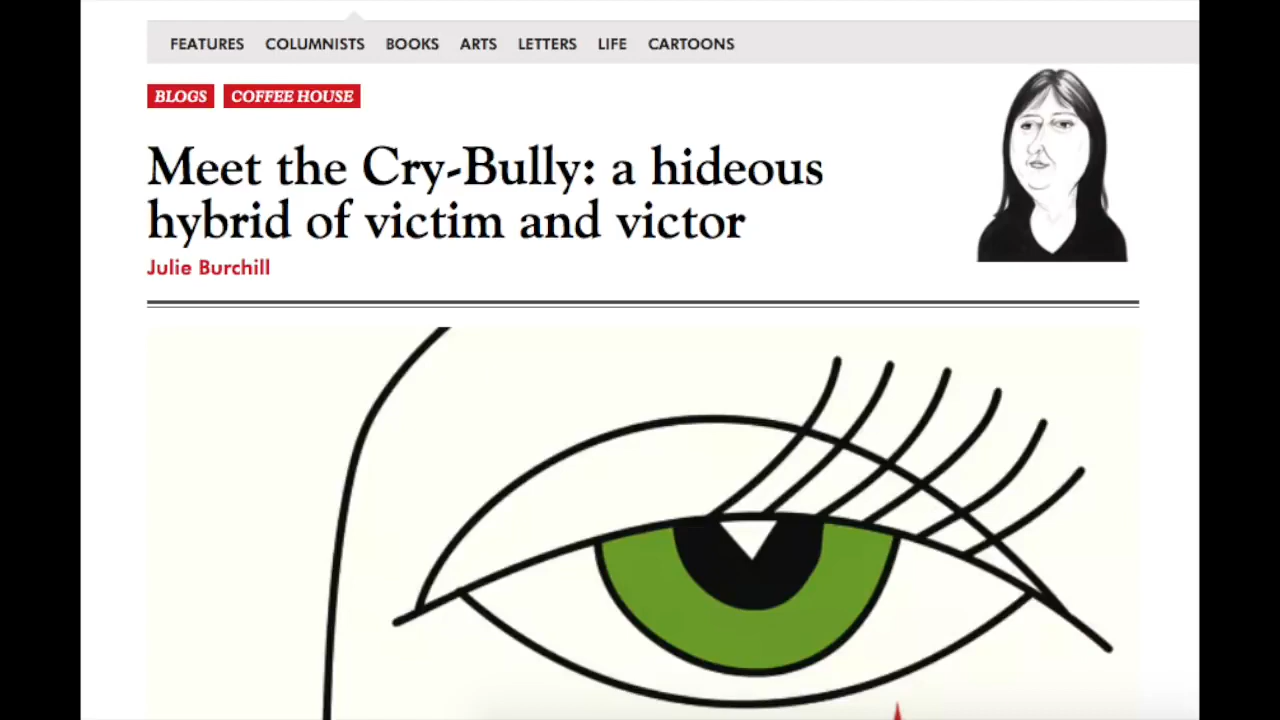 FEATURES COLUMNISTS BOOKS ARTS LETTERS LIFE CARTOONS
BLOGS COFFEE HOUSE
Meet the Cry-Bully: a hideous
hybrid of victim and victor
Julie Burchill